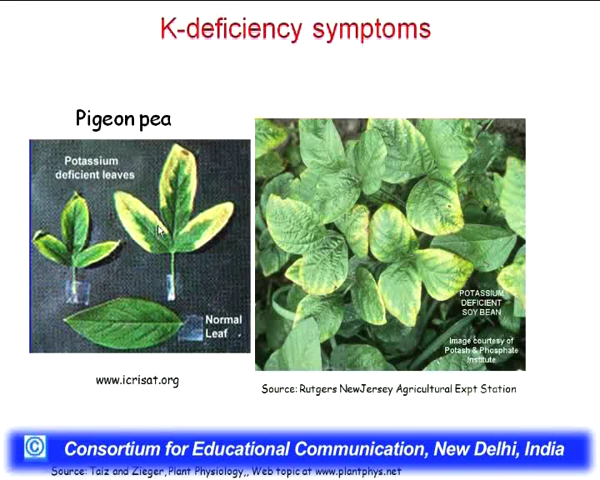 K-deficiency symptoms
Pigeon pea
Potassium
deficient leaves
Normal
Leaf
POTASSIUM
DEFICIENT
SOY BEAN
Image courtesy of
Potash & Phosphate
Institute
www.icrisat.org
Source: Rutgers NewJersey Agricultural Expt Station
© Consortium for Educational Communication, New Delhi, India
Source: Taiz and Zieger, Plant Physiology,, Web topic at www.plantphys.net